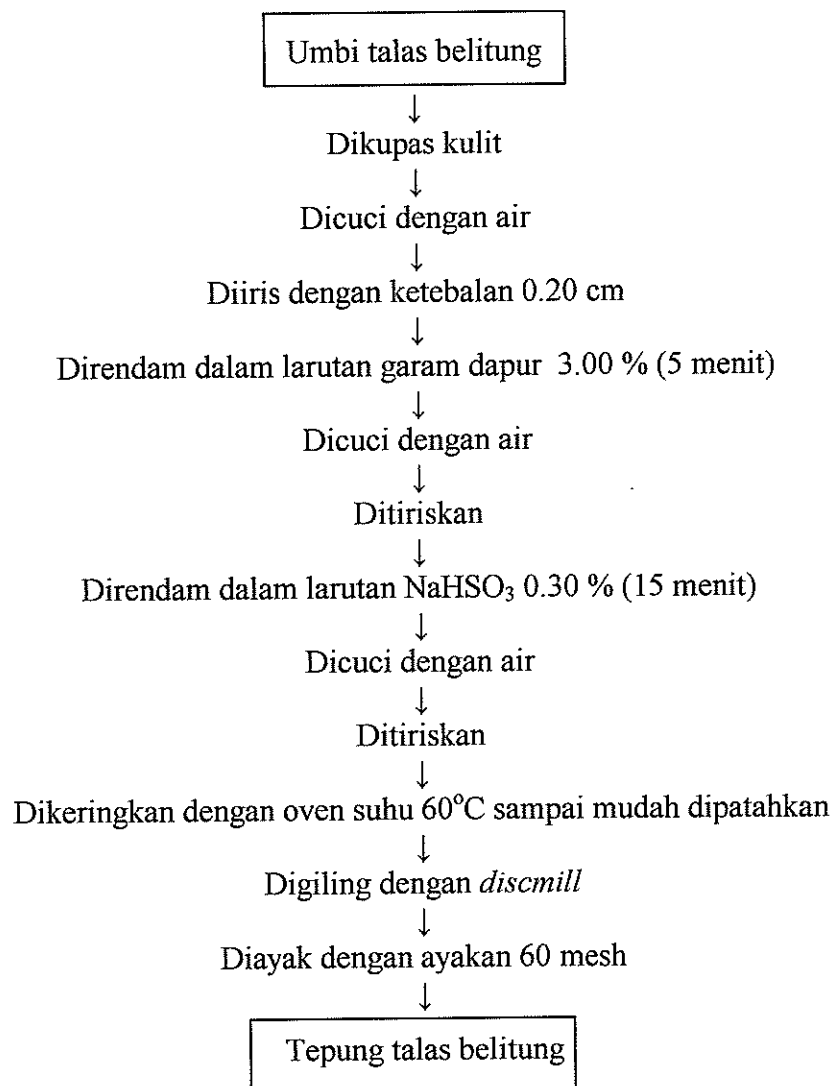 Umbi talas belitung
↓
Dikupas kulit
↓
Dicuci dengan air
↓
Diiris dengan ketebalan 0.20 cm
↓
Direndam dalam larutan garam dapur 3.00 % (5 menit)
↓
Dicuci dengan air
↓
Ditiriskan
↓
Direndam dalam larutan NaHSO₃ 0.30 % (15 menit)
↓
Dicuci dengan air
↓
Ditiriskan
↓
Dikeringkan dengan oven suhu 60°C sampai mudah dipatahkan
↓
Digiling dengan discmill
↓
Diayak dengan ayakan 60 mesh
↓
Tepung talas belitung